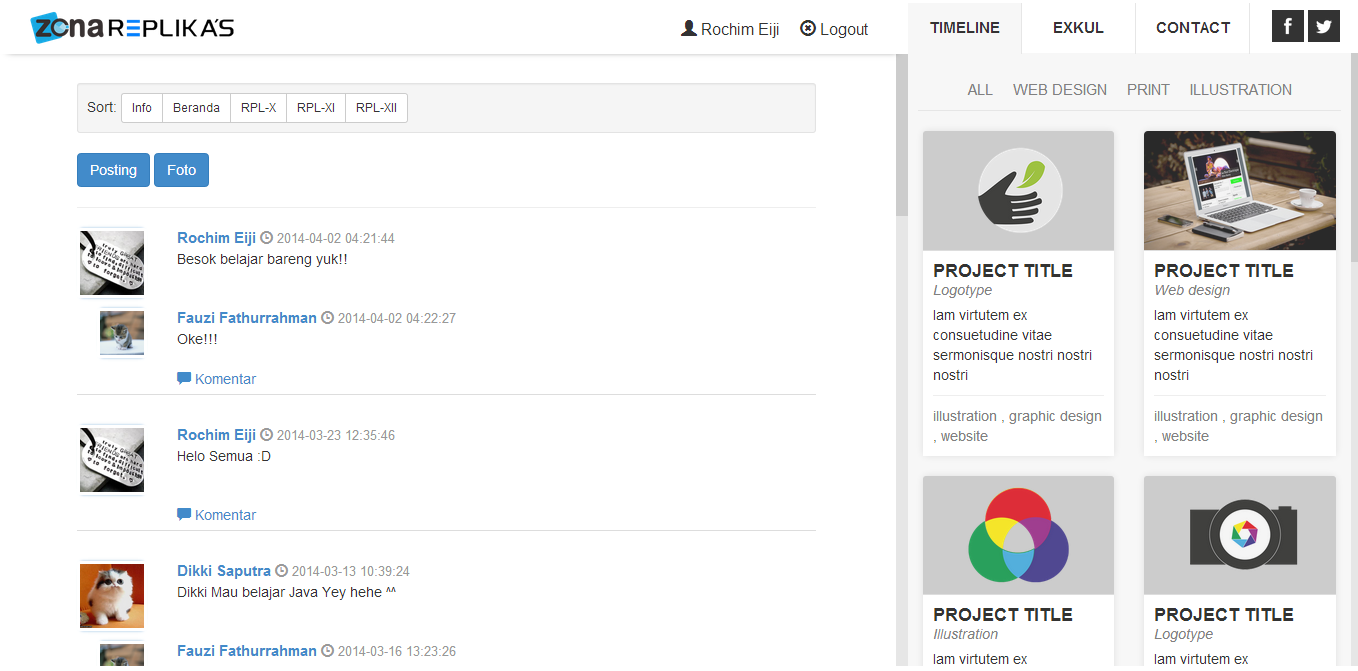 zona REPLIKA'S
Rochim Eiji Logout
Sort: Info Beranda RPL-X RPL-XI RPL-XII
Posting Foto
Rochim Eiji 2014-04-02 04:21:44
Besok belajar bareng yuk!!
Fauzi Fathurrahman 2014-04-02 04:22:27
Oke!!!
Komentar
Rochim Eiji 2014-03-23 12:35:46
Helo Semua :D
Komentar
Dikki Saputra 2014-03-13 10:39:24
Dikki Mau belajar Java Yey hehe ^^
Fauzi Fathurrahman 2014-03-16 13:23:26
TIMELINE EXKUL CONTACT
ALL WEB DESIGN PRINT ILLUSTRATION
PROJECT TITLE
Logotype
Iam virtutem ex
consuetudine vitae
sermonisque nostri nostri
nostri
illustration , graphic design
, website
PROJECT TITLE
Web design
Iam virtutem ex
consuetudine vitae
sermonisque nostri nostri
nostri
illustration , graphic design
, website
PROJECT TITLE
Illustration
Iam virtutem ex
PROJECT TITLE
Logotype
Iam virtutem ex